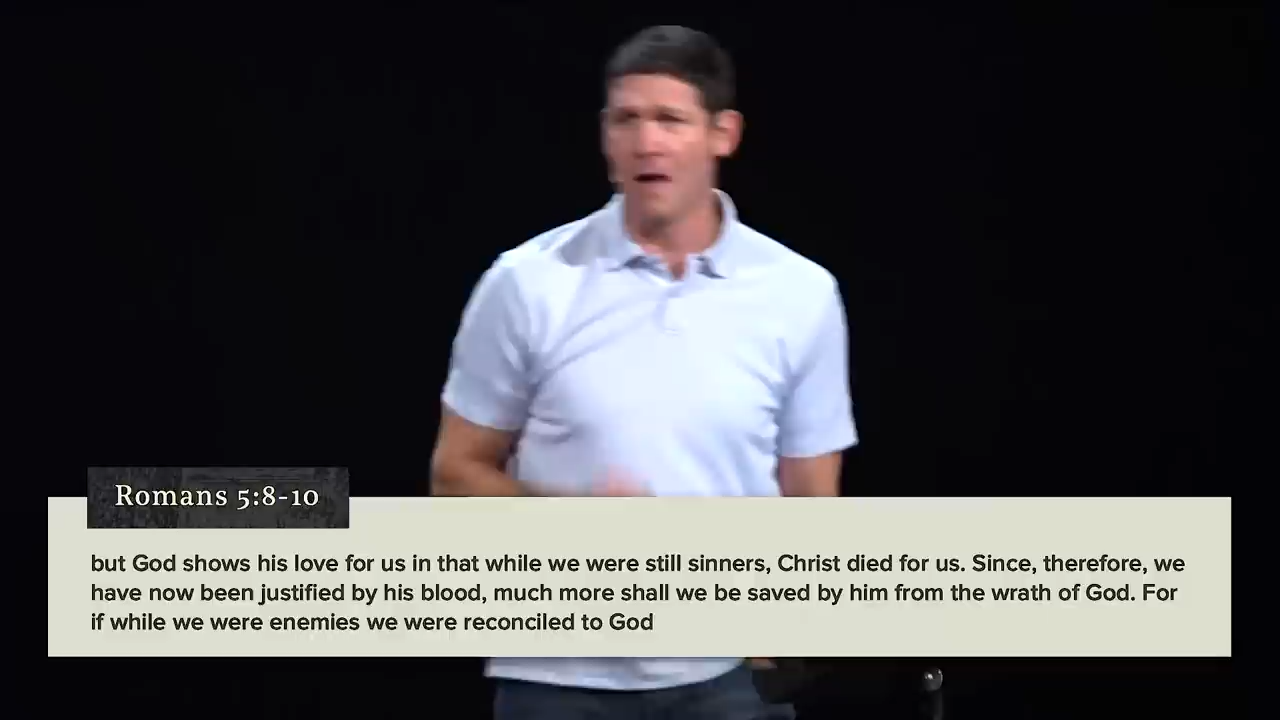 Romans 5:8-10
but God shows his love for us in that while we were still sinners, Christ died for us. Since, therefore, we
have now been justified by his blood, much more shall we be saved by him from the wrath of God. For
if while we were enemies we were reconciled to God